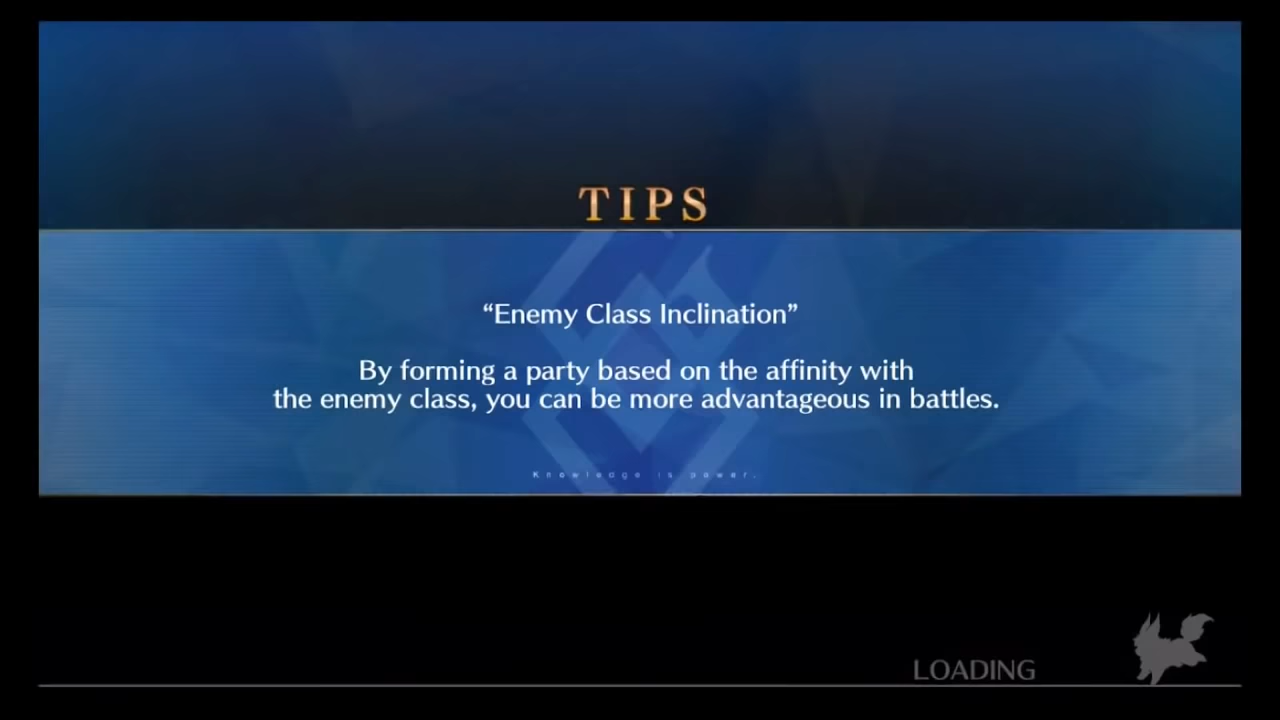 TIPS
“Enemy Class Inclination”
By forming a party based on the affinity with
the enemy class, you can be more advantageous in battles.
Knowledge is power.
LOADING